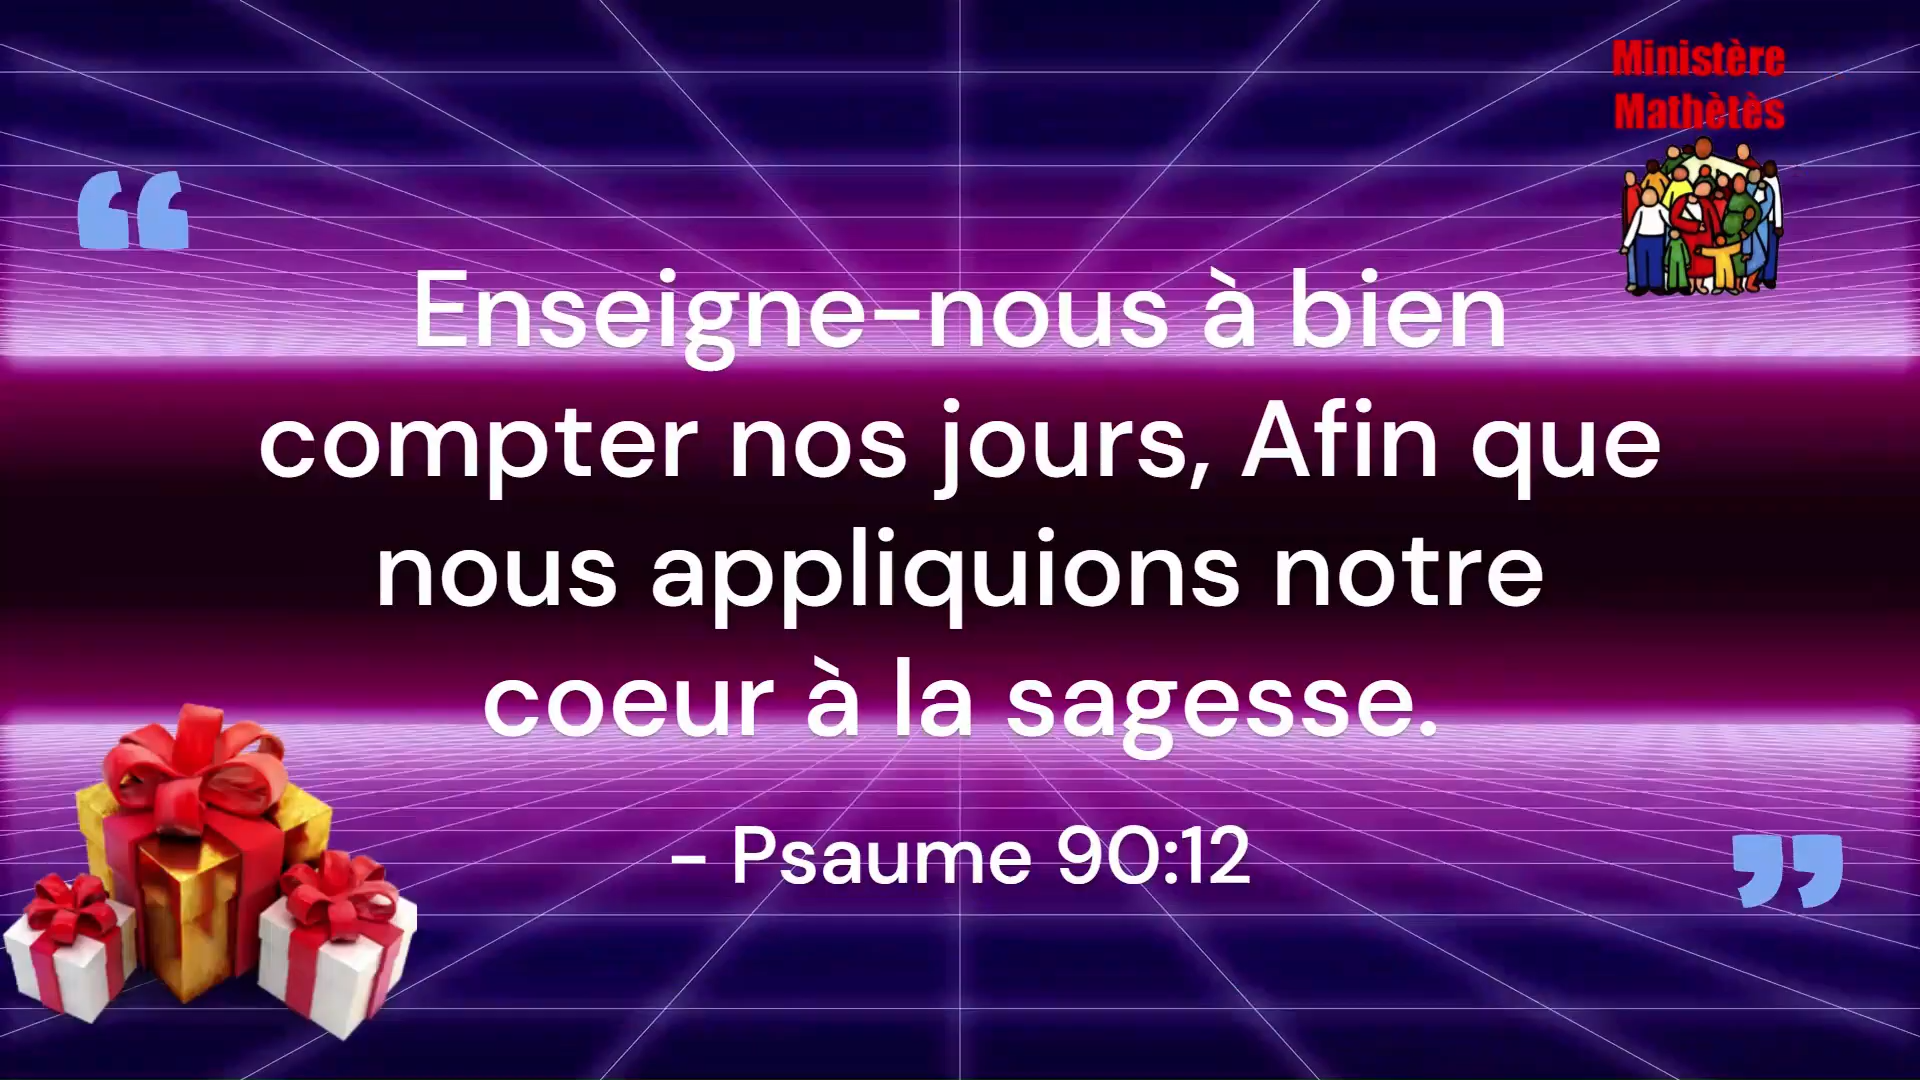 Ministère
Mathètès
“
Enseigne-nous à bien
compter nos jours, Afin que
nous appliquions notre
coeur à la sagesse.
- Psaume 90:12
”